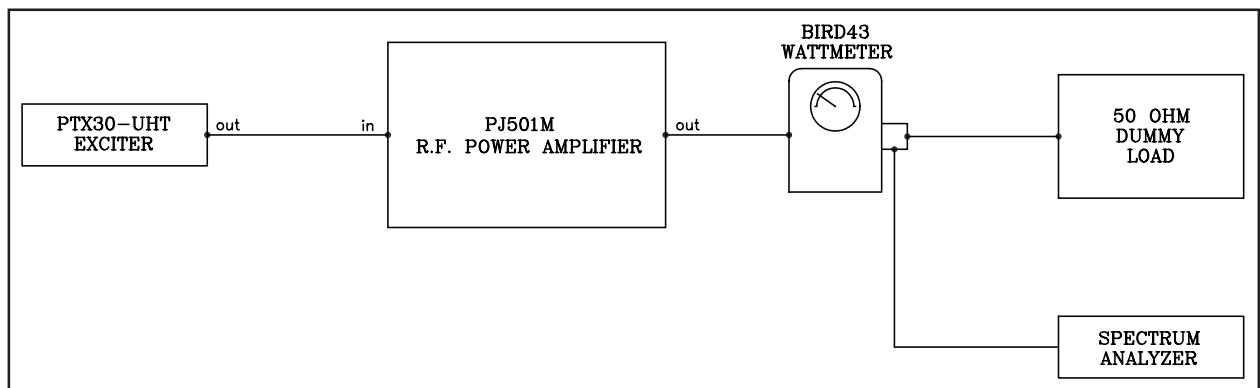 BIRD43
WATTMETER
PTX30-UHT
EXCITER
out
in
PJ501M
R.F. POWER AMPLIFIER
out
50 OHM
DUMMY
LOAD
SPECTRUM
ANALYZER